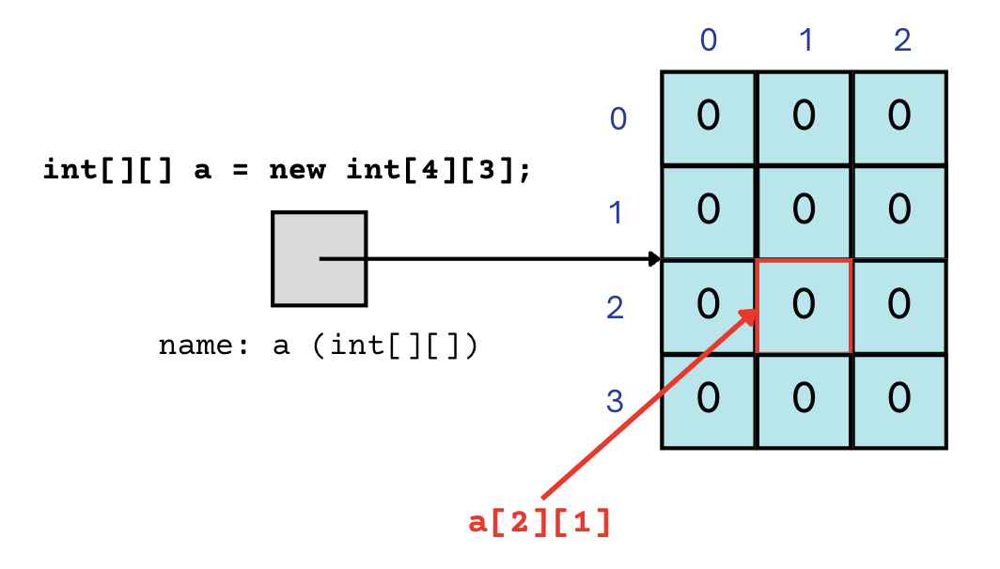 0 1 2
0 0 0 0
int[][] a = new int[4][3];
1 0 0 0
2 0 0 0
name: a (int[][])
3 0 0 0
a[2][1]